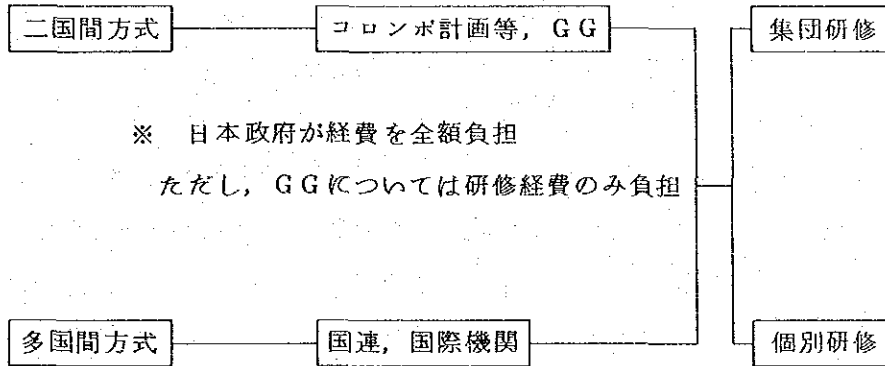 二国間方式 コロンボ計画等, GG 集団研修
※ 日本政府が経費を全額負担
ただし, GGについては研修経費のみ負担
多国間方式 国連, 国際機関 個別研修